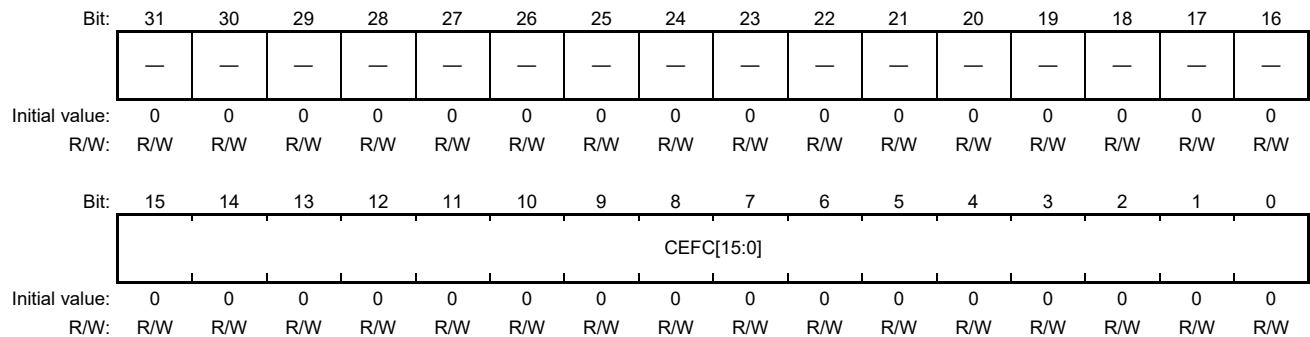 Bit: 31 30 29 28 27 26 25 24 23 22 21 20 19 18 17 16
— — — — — — — — — — — — — — — —
Initial value: 0 0 0 0 0 0 0 0 0 0 0 0 0 0 0 0
R/W: R/W R/W R/W R/W R/W R/W R/W R/W R/W R/W R/W R/W R/W R/W R/W R/W
Bit: 15 14 13 12 11 10 9 8 7 6 5 4 3 2 1 0
CEFC[15:0]
Initial value: 0 0 0 0 0 0 0 0 0 0 0 0 0 0 0 0
R/W: R/W R/W R/W R/W R/W R/W R/W R/W R/W R/W R/W R/W R/W R/W R/W R/W